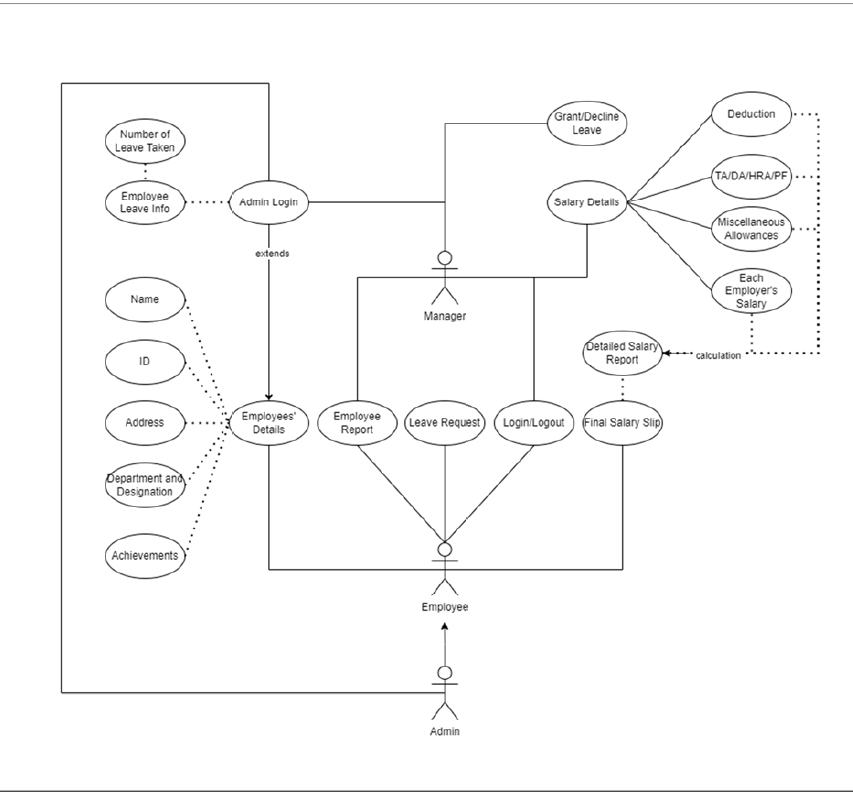 Number of
Leave Taken
Employee
Leave Info
Admin Login
extends
Grant/Decline
Leave
Salary Details
Deduction
TA/DA/HRA/PF
Miscellaneous
Allowances
Each
Employer's
Salary
Manager
Name
ID
Address
Department and
Designation
Achievements
Employees'
Details
Employee
Report
Leave Request
Login/Logout
Detailed Salary
Report
calculation
Final Salary Slip
Employee
Admin